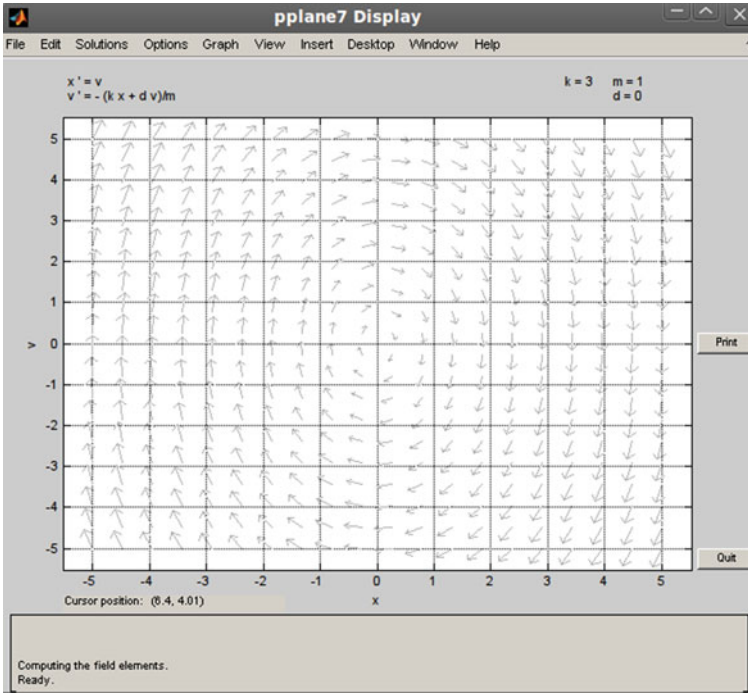 pplane7 Display
File Edit Solutions Options Graph View Insert Desktop Window Help
x ' = v
v ' = - (k x + d v)/m
k = 3 m = 1
d = 0
5
4
3
2
1
0
-1
-2
-3
-4
-5
v
-5 -4 -3 -2 -1 0 1 2 3 4 5
x
Print
Quit
Cursor position: (6.4, 4.01)
Computing the field elements.
Ready.